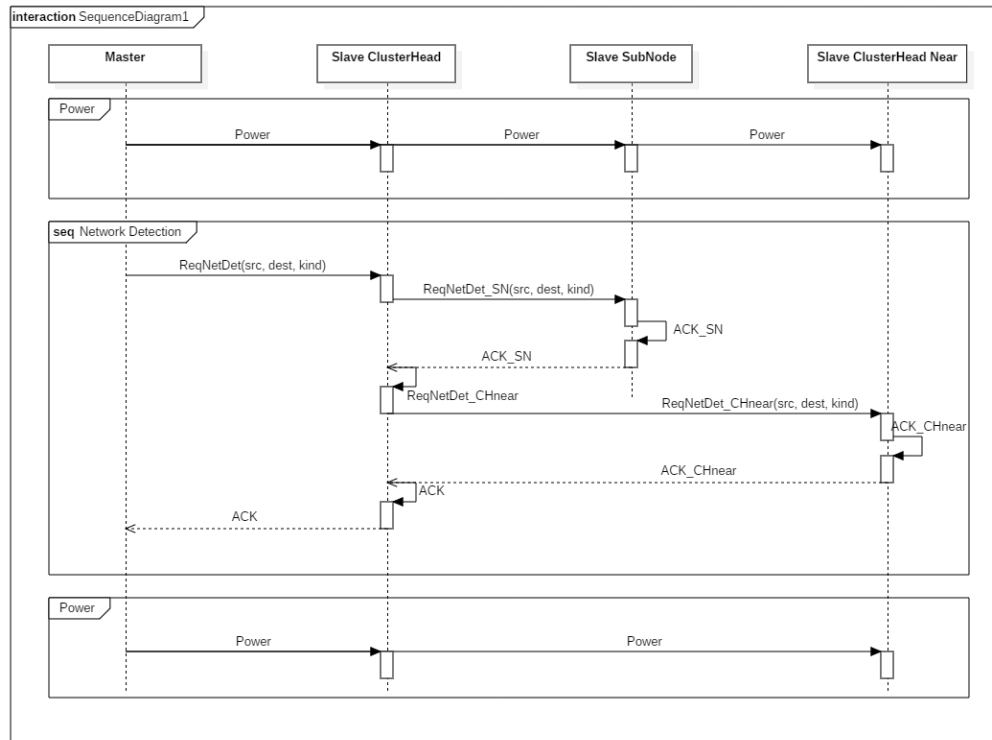 interaction SequenceDiagram1
Master
Slave ClusterHead
Slave SubNode
Slave ClusterHead Near
Power
Power
Power
Power
seq Network Detection
ReqNetDet(src, dest, kind)
ReqNetDet_SN(src, dest, kind)
ACK_SN
ACK_SN
ReqNetDet_CHnear
ReqNetDet_CHnear(src, dest, kind)
ACK_CHnear
ACK_CHnear
ACK
ACK
Power
Power
Power